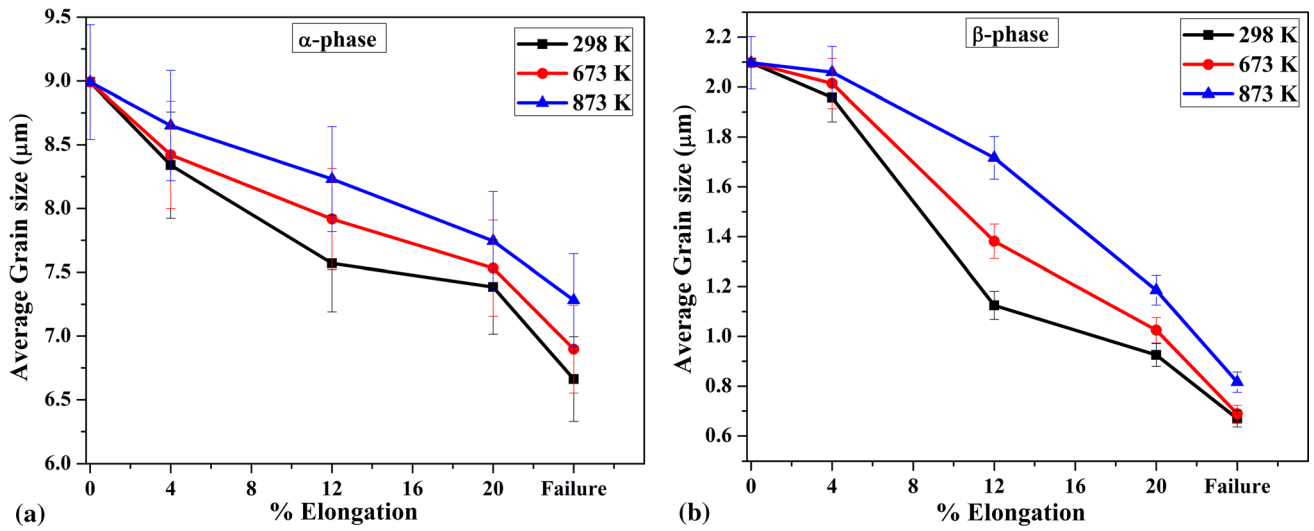 α-phase
298 K
673 K
873 K
Average Grain size (μm)
9.5
9.0
8.5
8.0
7.5
7.0
6.5
6.0
0 4 8 12 16 20 Failure
% Elongation
(a)
β-phase
298 K
673 K
873 K
Average Grain size (μm)
2.2
2.0
1.8
1.6
1.4
1.2
1.0
0.8
0.6
0 4 8 12 16 20 Failure
% Elongation
(b)